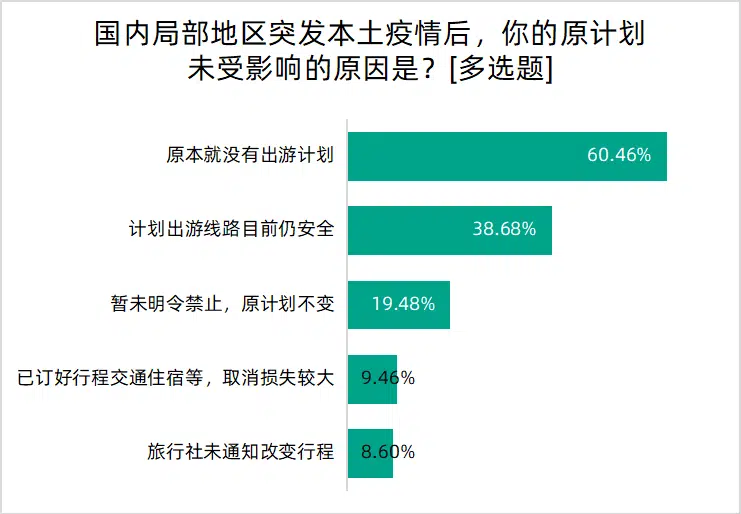 国内局部地区突发本土疫情后，你的原计划
未受影响的原因是？[多选题]
原本就没有出游计划 60.46%
计划出游线路目前仍安全 38.68%
暂未明令禁止，原计划不变 19.48%
已订好行程交通住宿等，取消损失较大 9.46%
旅行社未通知改变行程 8.60%